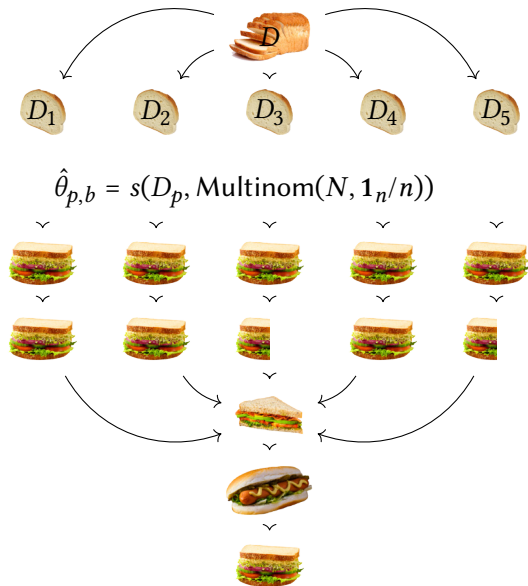 D
D₁ D₂ D₃ D₄ D₅
θ̂ₚ,b = s(Dₚ, Multinom(N, 𝟏ₙ/n))